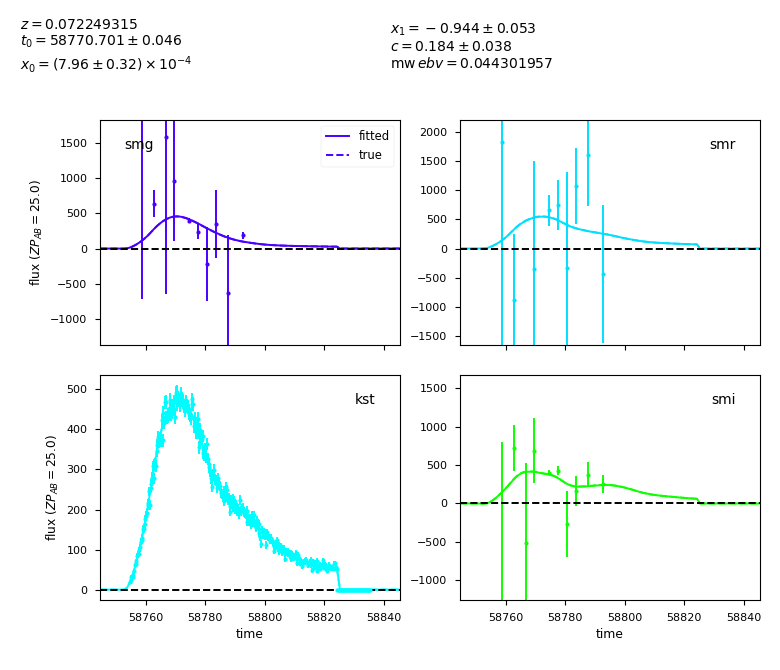 z = 0.072249315
t₀ = 58770.701 ± 0.046
x₀ = (7.96 ± 0.32) × 10⁻⁴
x₁ = −0.944 ± 0.053
c = 0.184 ± 0.038
mw ebv = 0.044301957
smg
fitted
true
1500
1000
500
0
−500
−1000
flux (ZP_AB = 25.0)
smr
2000
1500
1000
500
0
−500
−1000
−1500
kst
500
400
300
200
100
0
flux (ZP_AB = 25.0)
58760 58780 58800 58820 58840
time
smi
1500
1000
500
0
−500
−1000
58760 58780 58800 58820 58840
time